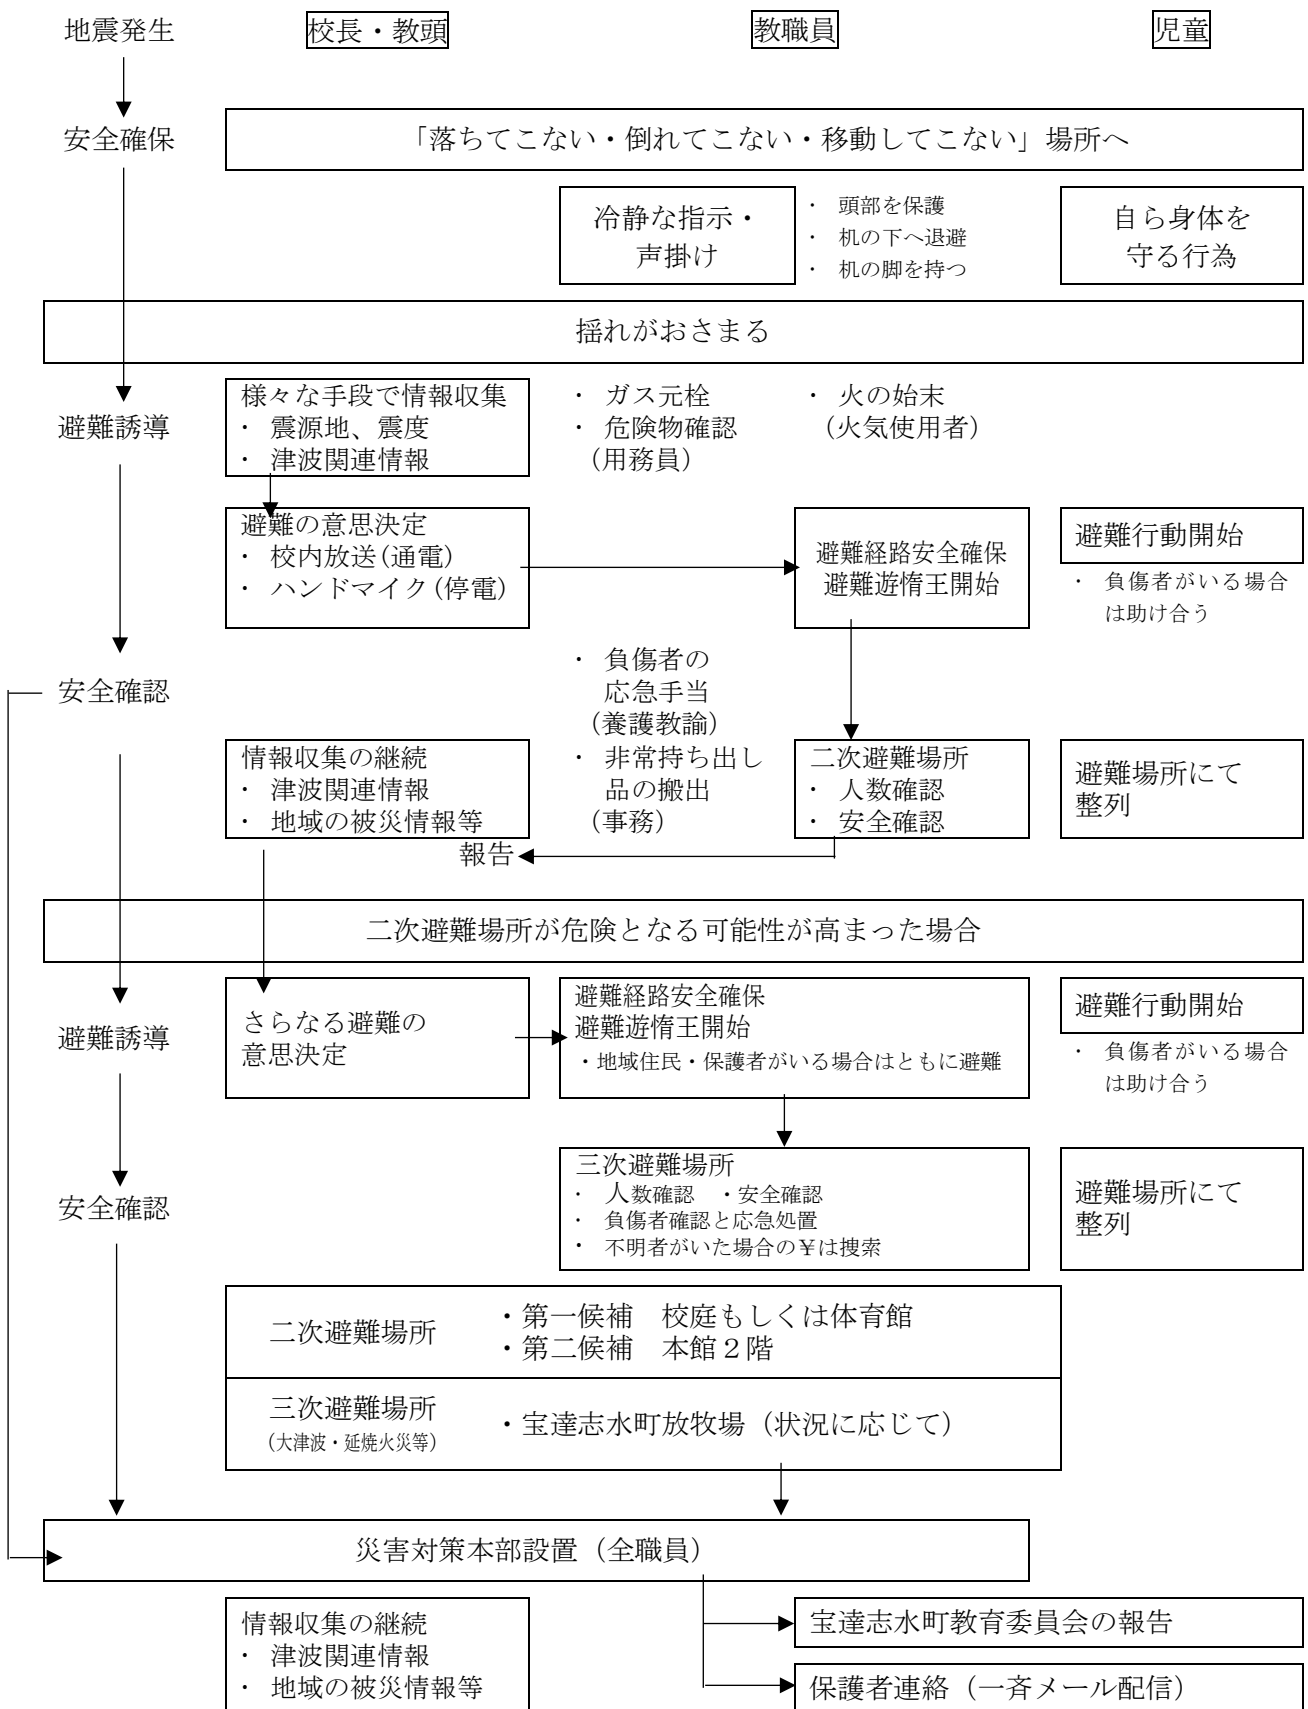 地震発生
校長・教頭
教職員
児童
安全確保
「落ちてこない・倒れてこない・移動してこない」場所へ
冷静な指示・
声掛け
・ 頭部を保護
・ 机の下へ退避
・ 机の脚を持つ
自ら身体を
守る行為
揺れがおさまる
避難誘導
様々な手段で情報収集
・ 震源地、震度
・ 津波関連情報
・ ガス元栓
・ 危険物確認
（用務員）
・ 火の始末
（火気使用者）
避難の意思決定
・ 校内放送（通電）
・ ハンドマイク（停電）
避難経路安全確保
避難遊惰王開始
避難行動開始
・ 負傷者がいる場合
は助け合う
安全確認
・ 負傷者の
応急手当
（養護教諭）
・ 非常持ち出し
品の搬出
（事務）
情報収集の継続
・ 津波関連情報
・ 地域の被災情報等
二次避難場所
・ 人数確認
・ 安全確認
避難場所にて
整列
報告
二次避難場所が危険となる可能性が高まった場合
避難誘導
さらなる避難の
意思決定
避難経路安全確保
避難遊惰王開始
・地域住民・保護者がいる場合はともに避難
避難行動開始
・ 負傷者がいる場合
は助け合う
安全確認
三次避難場所
・ 人数確認 ・安全確認
・ 負傷者確認と応急処置
・ 不明者がいた場合の￥は捜索
避難場所にて
整列
二次避難場所
・第一候補 校庭もしくは体育館
・第二候補 本館２階
三次避難場所
（大津波・延焼火災等）
・宝達志水町放牧場（状況に応じて）
災害対策本部設置（全職員）
情報収集の継続
・ 津波関連情報
・ 地域の被災情報等
宝達志水町教育委員会の報告
保護者連絡（一斉メール配信）